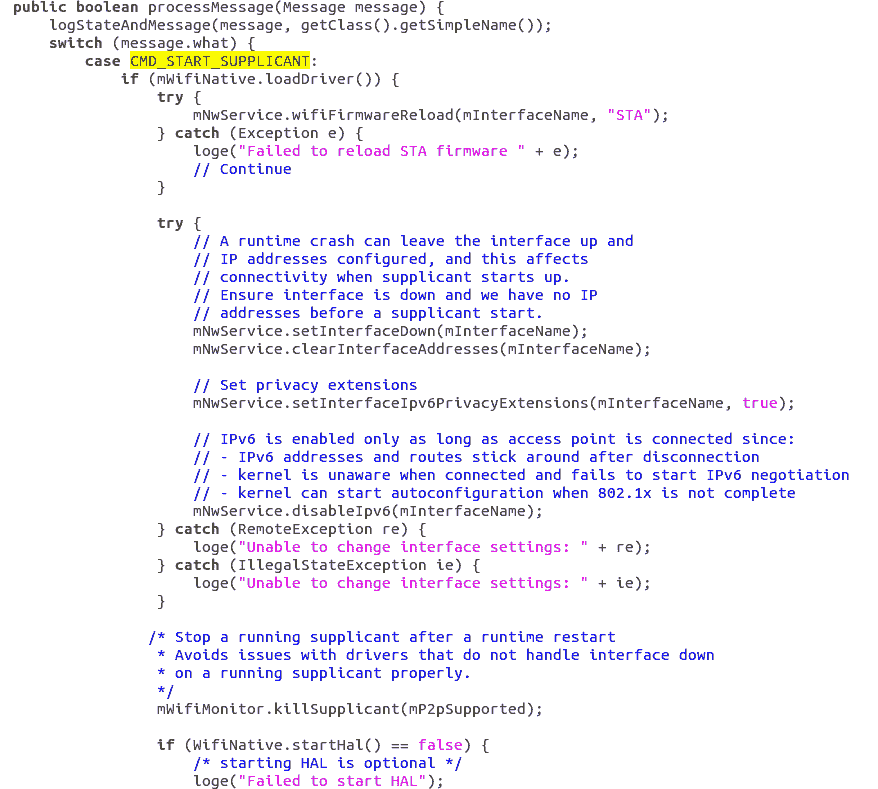 public boolean processMessage(Message message) {
    logStateAndMessage(message, getClass().getSimpleName());
    switch (message.what) {
        case CMD_START_SUPPLICANT:
            if (mWifiNative.loadDriver()) {
                try {
                    mNwService.wifiFirmwareReload(mInterfaceName, "STA");
                } catch (Exception e) {
                    loge("Failed to reload STA firmware " + e);
                    // Continue
                }

                try {
                    // A runtime crash can leave the interface up and
                    // IP addresses configured, and this affects
                    // connectivity when supplicant starts up.
                    // Ensure interface is down and we have no IP
                    // addresses before a supplicant start.
                    mNwService.setInterfaceDown(mInterfaceName);
                    mNwService.clearInterfaceAddresses(mInterfaceName);

                    // Set privacy extensions
                    mNwService.setInterfaceIpv6PrivacyExtensions(mInterfaceName, true);

                    // IPv6 is enabled only as long as access point is connected since:
                    // - IPv6 addresses and routes stick around after disconnection
                    // - kernel is unaware when connected and fails to start IPv6 negotiation
                    // - kernel can start autoconfiguration when 802.1x is not complete
                    mNwService.disableIpv6(mInterfaceName);
                } catch (RemoteException re) {
                    loge("Unable to change interface settings: " + re);
                } catch (IllegalStateException ie) {
                    loge("Unable to change interface settings: " + ie);
                }

               /* Stop a running supplicant after a runtime restart
                * Avoids issues with drivers that do not handle interface down
                * on a running supplicant properly.
                */
                mWifiMonitor.killSupplicant(mP2pSupported);

                if (WifiNative.startHal() == false) {
                    /* starting HAL is optional */
                    loge("Failed to start HAL");